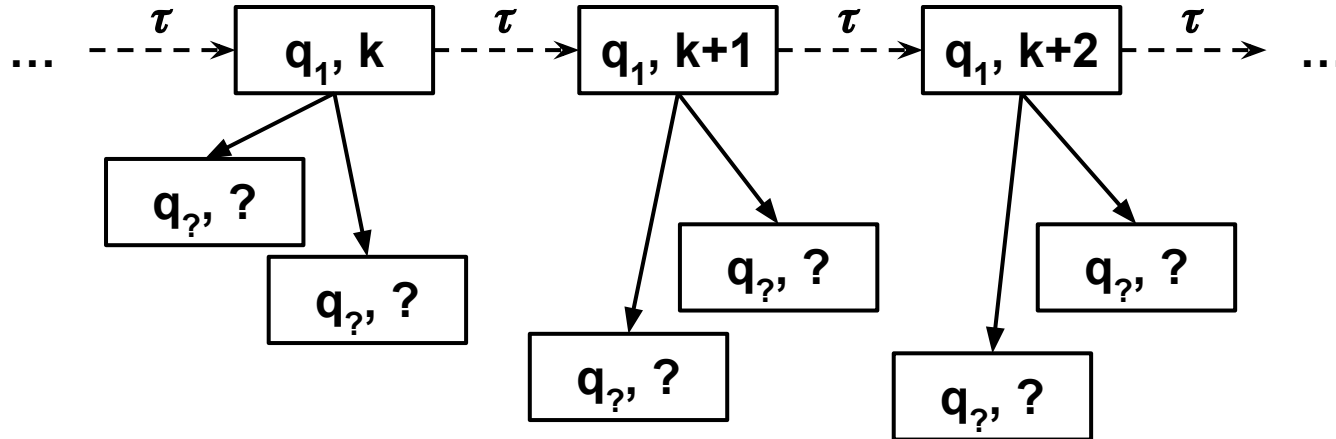 τ τ τ τ
... q₁, k q₁, k+1 q₁, k+2 ...
q?, ? q?, ? q?, ?
q?, ? q?, ? q?, ?